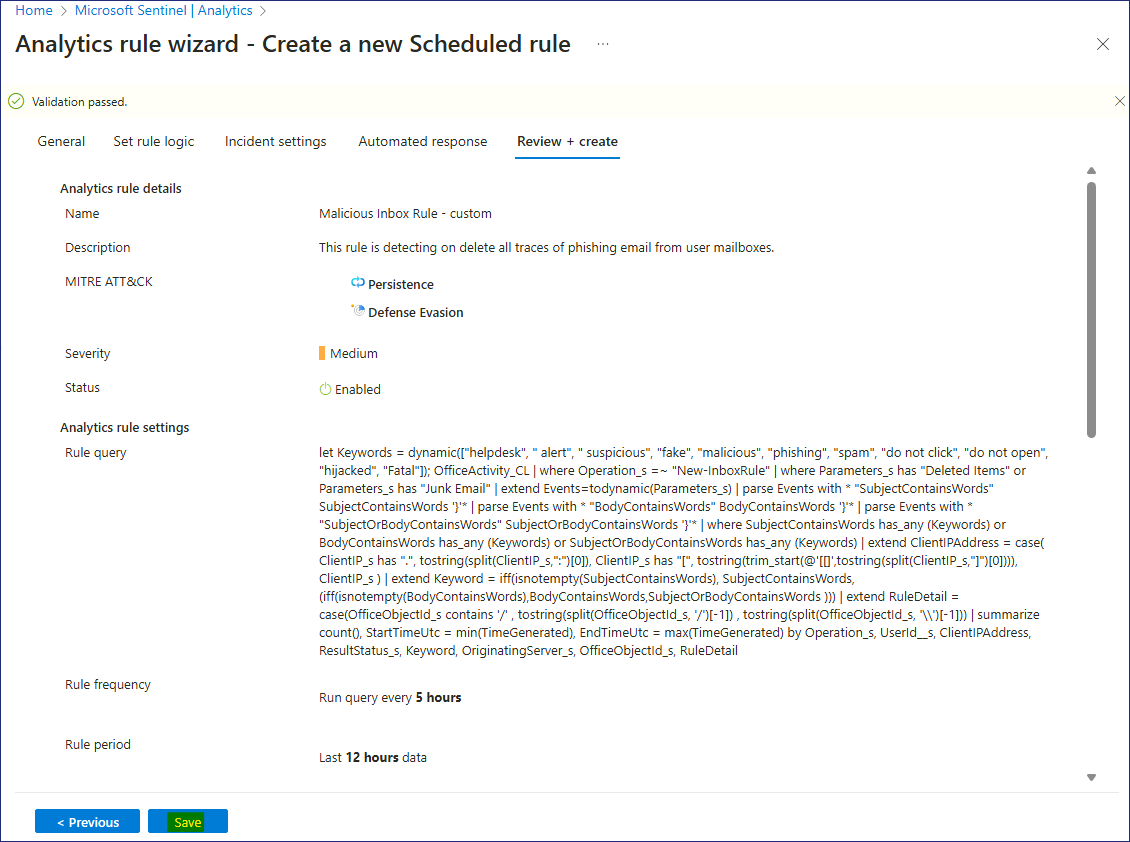 Home > Microsoft Sentinel | Analytics >
Analytics rule wizard - Create a new Scheduled rule ...
Validation passed.
General Set rule logic Incident settings Automated response Review + create
Analytics rule details
Name Malicious Inbox Rule - custom
Description This rule is detecting on delete all traces of phishing email from user mailboxes.
MITRE ATT&CK
Persistence
Defense Evasion
Severity Medium
Status Enabled
Analytics rule settings
Rule query let Keywords = dynamic(["helpdesk", " alert", " suspicious", "fake", "malicious", "phishing", "spam", "do not click", "do not open",
"hijacked", "Fatal"]); OfficeActivity_CL | where Operation_s =~ "New-InboxRule" | where Parameters_s has "Deleted Items" or
Parameters_s has "Junk Email" | extend Events=todynamic(Parameters_s) | parse Events with * "SubjectContainsWords"
SubjectContainsWords '}'* | parse Events with * "BodyContainsWords" BodyContainsWords '}'* | parse Events with *
"SubjectOrBodyContainsWords" SubjectOrBodyContainsWords '}'* | where SubjectContainsWords has_any (Keywords) or
BodyContainsWords has_any (Keywords) or SubjectOrBodyContainsWords has_any (Keywords) | extend ClientIPAddress = case(
ClientIP_s has ".", tostring(split(ClientIP_s,":")[0]), ClientIP_s has "[", tostring(trim_start(@'[[]',tostring(split(ClientIP_s,"]")[0]))),
ClientIP_s ) | extend Keyword = iff(isnotempty(SubjectContainsWords), SubjectContainsWords,
(iff(isnotempty(BodyContainsWords),BodyContainsWords,SubjectOrBodyContainsWords ))) | extend RuleDetail =
case(OfficeObjectId_s contains '/' , tostring(split(OfficeObjectId_s, '/')[-1]) , tostring(split(OfficeObjectId_s, '\\')[-1])) | summarize
count(), StartTimeUtc = min(TimeGenerated), EndTimeUtc = max(TimeGenerated) by Operation_s, UserId__s, ClientIPAddress,
ResultStatus_s, Keyword, OriginatingServer_s, OfficeObjectId_s, RuleDetail
Rule frequency
Run query every 5 hours
Rule period
Last 12 hours data
< Previous Save